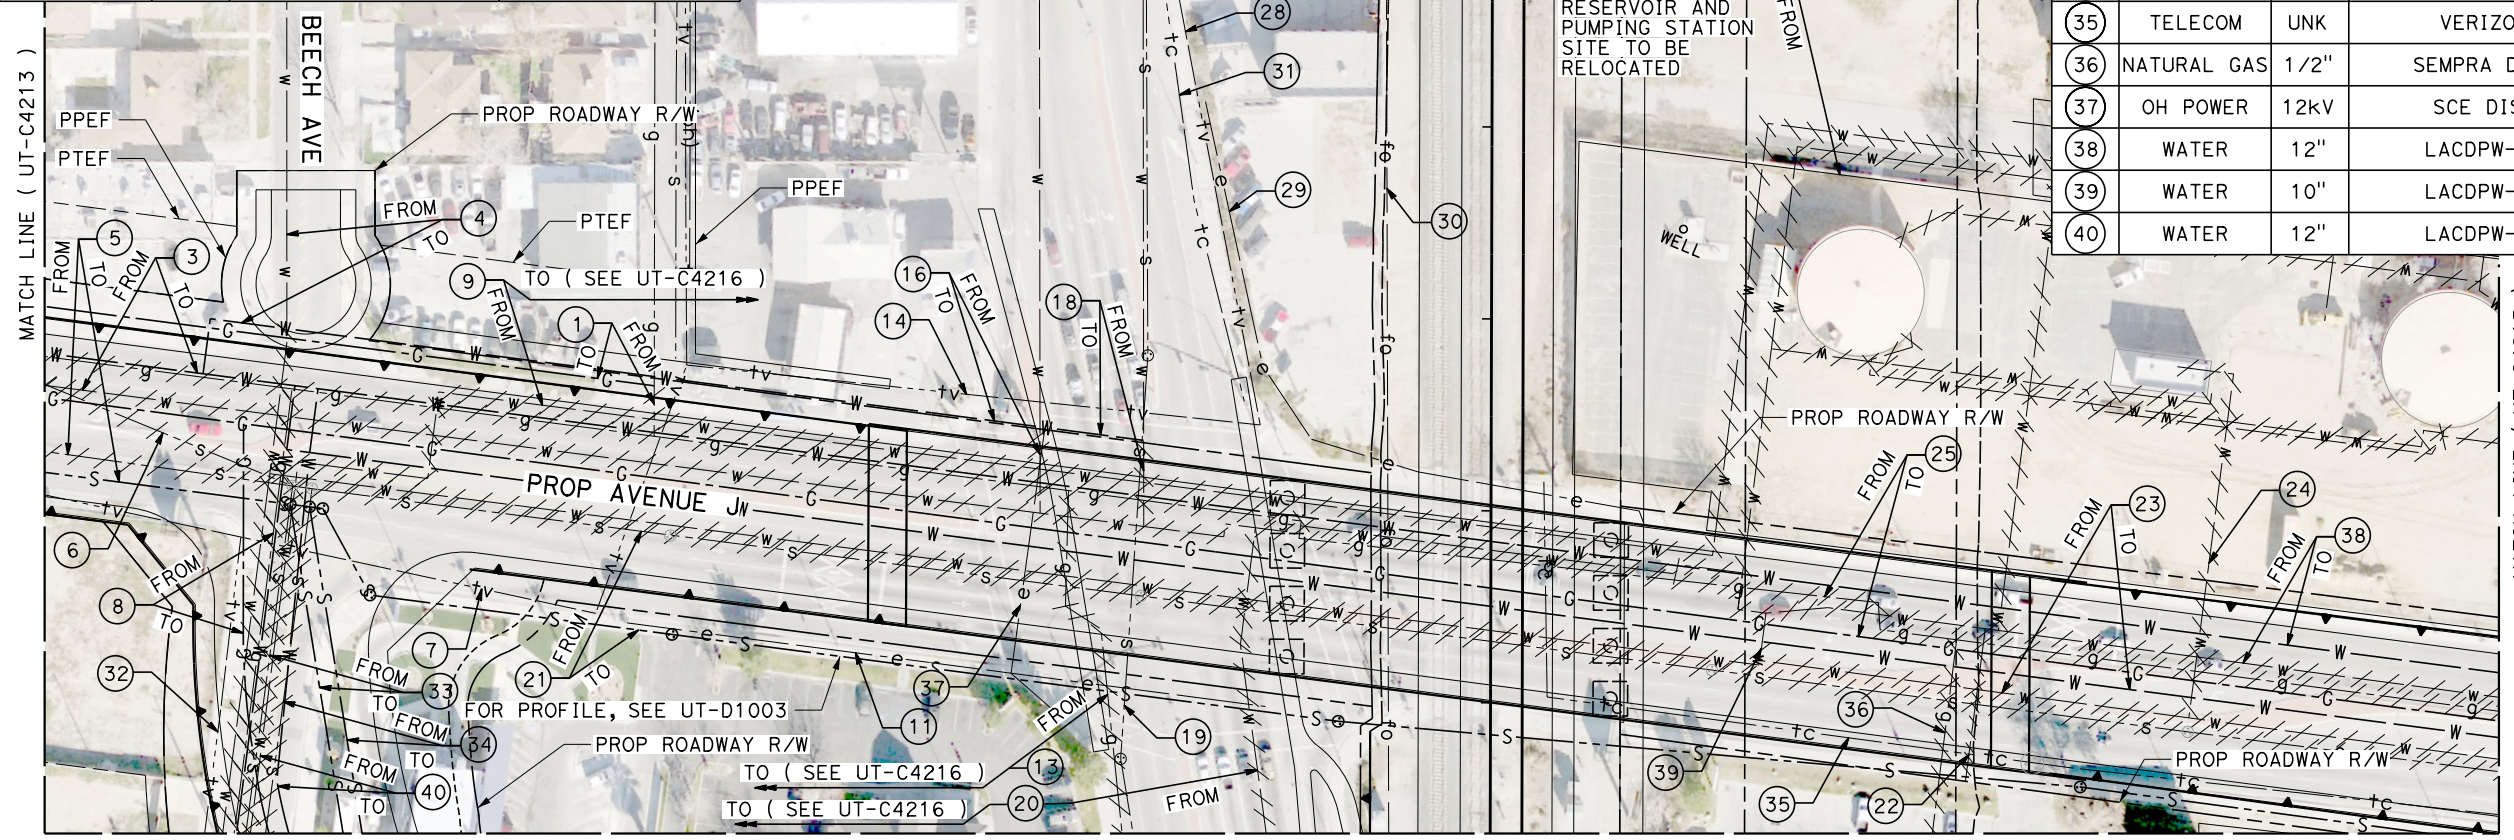 MATCH LINE ( UT-C4213 )
BEECH AVE
PPEF
PTEF
PROP ROADWAY R/W
PPEF
PTEF
FROM
TO
4
5
FROM
TO
3
FROM
TO
9
FROM
TO ( SEE UT-C4216 )
1
TO
FROM
16
FROM
TO
14
18
FROM
TO
28
31
29
30
RESERVOIR AND
PUMPING STATION
SITE TO BE
RELOCATED
FROM
WELL
35 TELECOM UNK
36 NATURAL GAS 1/2"
37 OH POWER 12kV
38 WATER 12" LACDPW-
39 WATER 10" LACDPW-
40 WATER 12" LACDPW-
PROP ROADWAY R/W
FROM
TO
25
FROM
TO
23
24
FROM
TO
38
PROP AVENUE JN
6
FROM
8
TO
32
7
21
FROM
TO
FROM
33
TO
FROM
34
TO
FROM
40
TO
FOR PROFILE, SEE UT-D1003
PROP ROADWAY R/W
11
37
FROM
19
TO ( SEE UT-C4216 )
13
TO ( SEE UT-C4216 )
20
FROM
39
35
36
22
PROP ROADWAY R/W